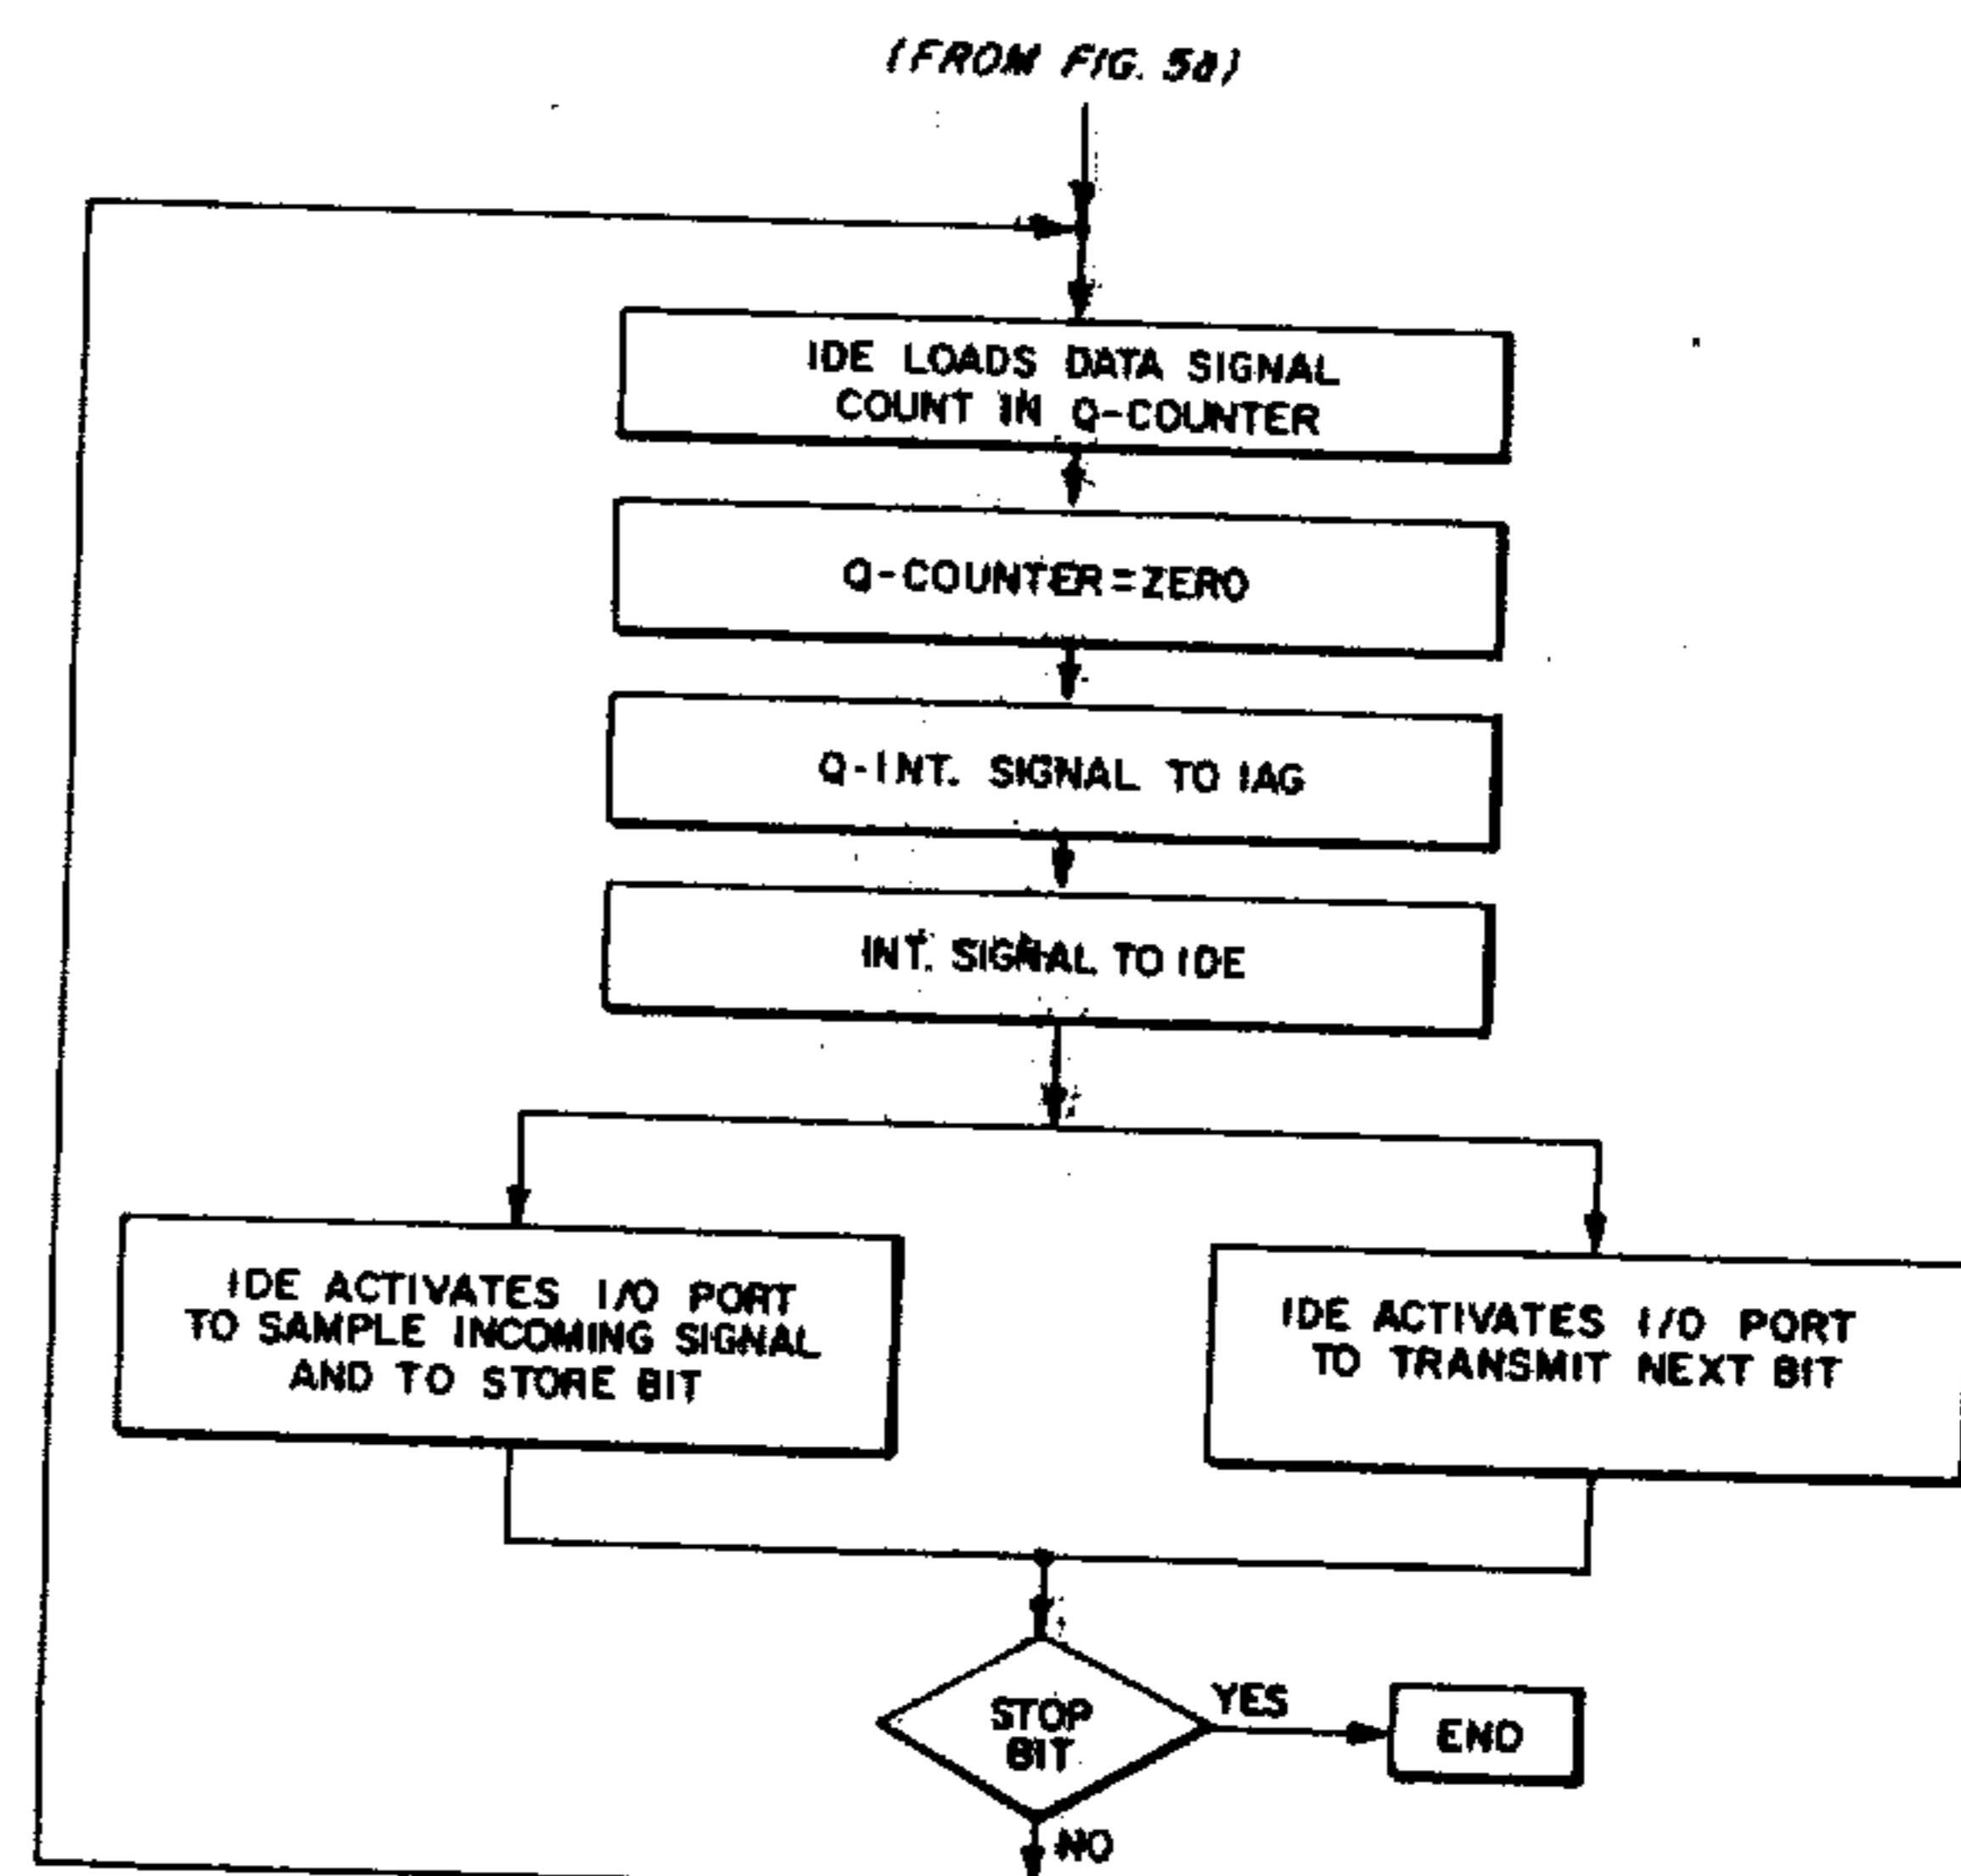 (FROM FIG. 5a)
IDE LOADS DATA SIGNAL
COUNT IN Q-COUNTER
Q-COUNTER=ZERO
Q-INT. SIGNAL TO IAG
INT. SIGNAL TO IDE
IDE ACTIVATES I/O PORT
TO SAMPLE INCOMING SIGNAL
AND TO STORE BIT
IDE ACTIVATES I/O PORT
TO TRANSMIT NEXT BIT
STOP
BIT
YES
END
NO